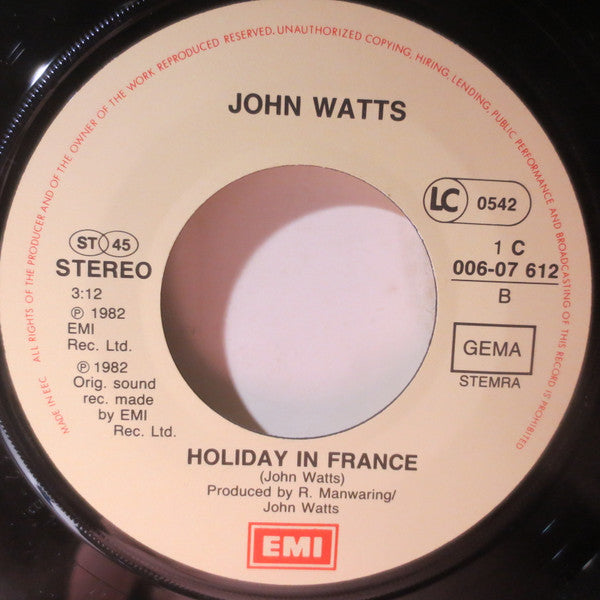 ALL RIGHTS OF THE PRODUCER AND OF THE OWNER OF THE WORK REPRODUCED RESERVED. UNAUTHORIZED COPYING, HIRING, LENDING, PUBLIC PERFORMANCE AND BROADCASTING OF THIS RECORD IS PROHIBITED
MADE IN EEC
JOHN WATTS
LC 0542
ST 45
STEREO
3:12
℗ 1982
EMI
Rec. Ltd.
℗ 1982
Orig. sound
rec. made
by EMI
Rec. Ltd.
1 C
006-07 612
B
GEMA
STEMRA
HOLIDAY IN FRANCE
(John Watts)
Produced by R. Manwaring/
John Watts
EMI